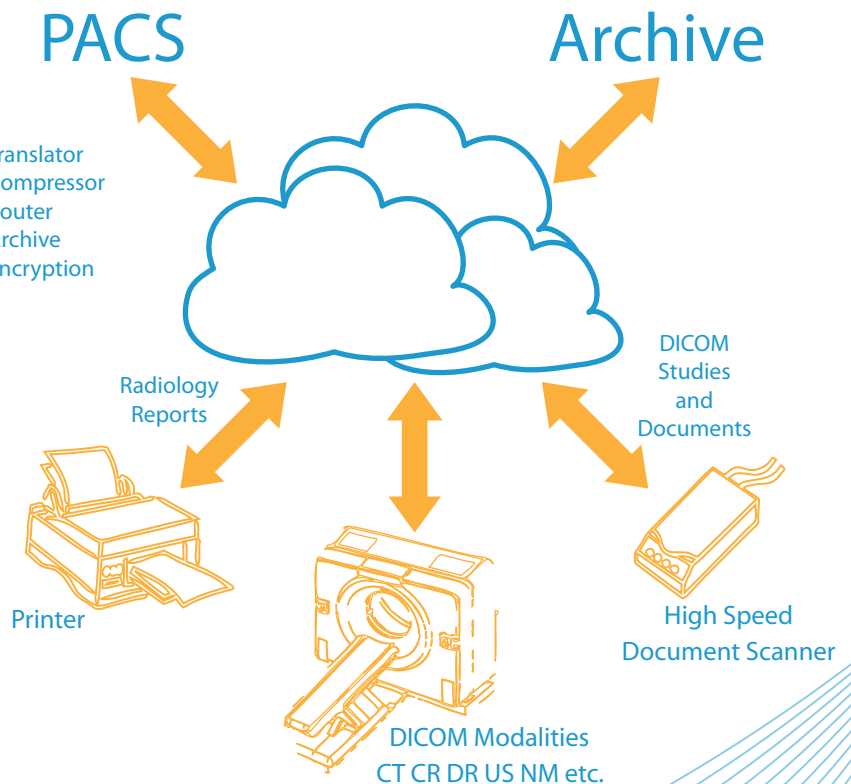 PACS
Archive
ranslator
ompressor
outer
rchive
ncryption
Radiology
Reports
DICOM
Studies
and
Documents
Printer
High Speed
Document Scanner
DICOM Modalities
CT CR DR US NM etc.